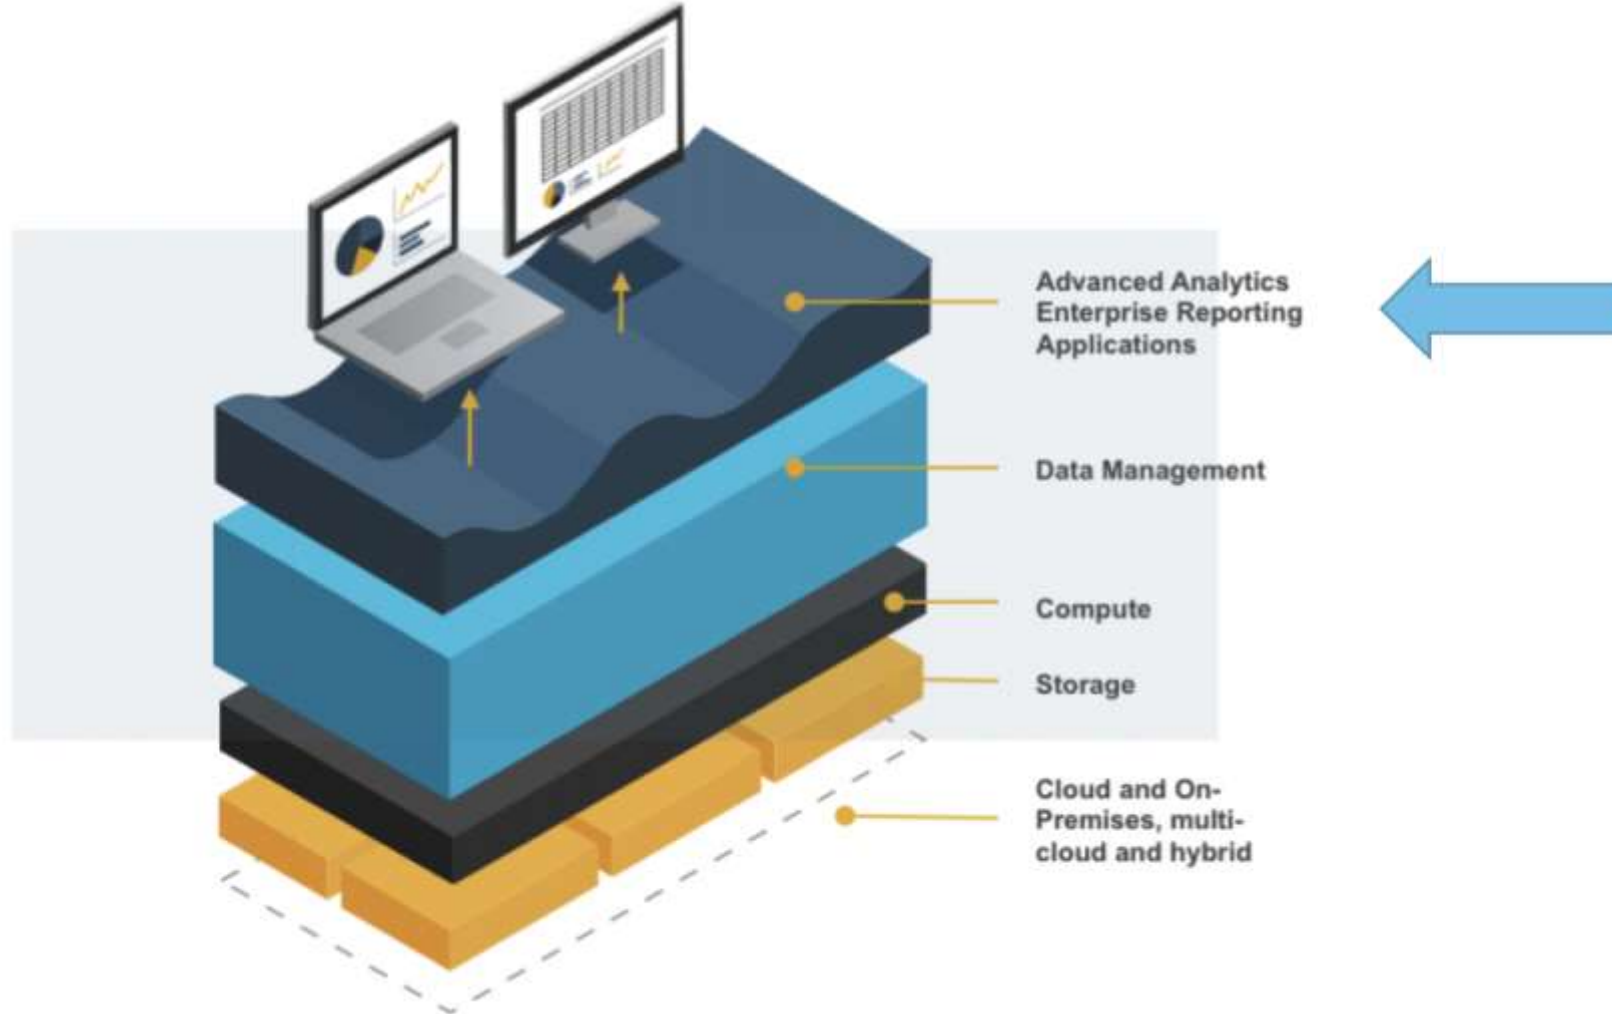 Advanced Analytics
Enterprise Reporting
Applications
Data Management
Compute
Storage
Cloud and On-
Premises, multi-
cloud and hybrid